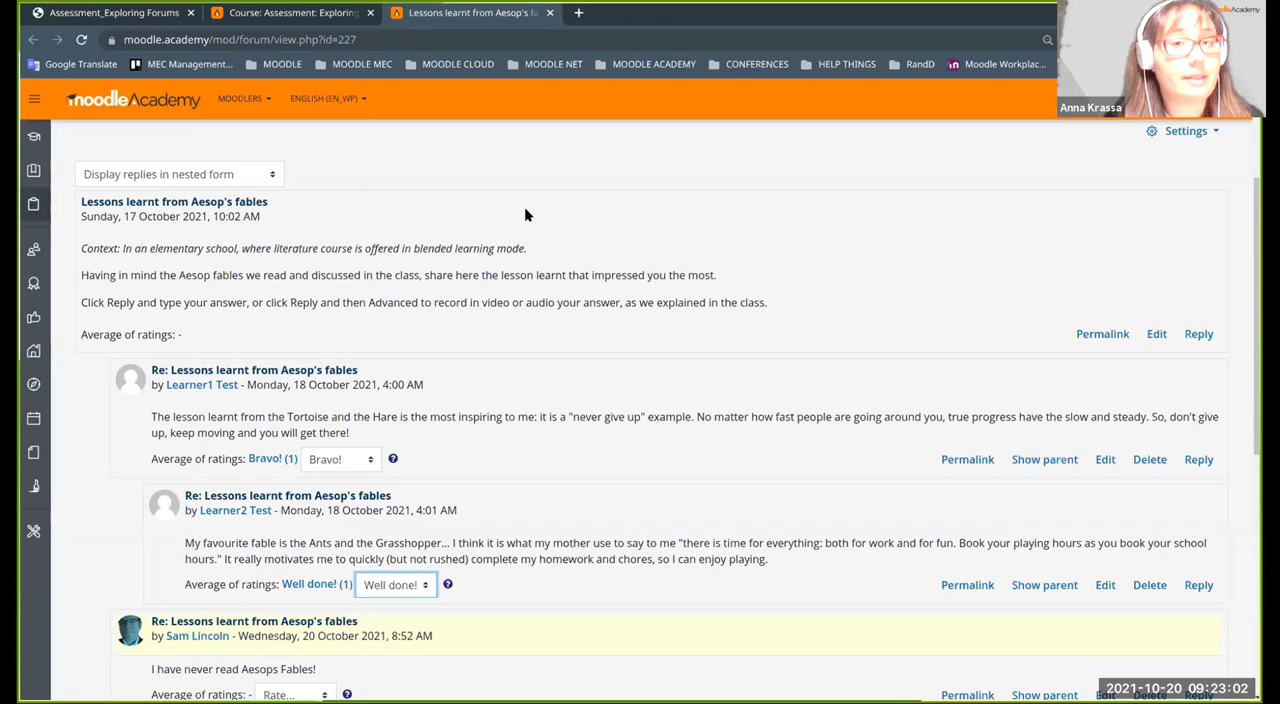 Assessment_Exploring Forums
Course: Assessment: Exploring
Lessons learnt from Aesop's fa
moodle.academy/mod/forum/view.php?id=227
Google Translate
MEC Management...
MOODLE
MOODLE MEC
MOODLE CLOUD
MOODLE NET
MOODLE ACADEMY
CONFERENCES
HELP THINGS
RandD
Moodle Workplac...
Anna Krassa
moodleAcademy
MOODLERS
ENGLISH (EN_WP)
Settings
Display replies in nested form
Lessons learnt from Aesop's fables
Sunday, 17 October 2021, 10:02 AM
Context: In an elementary school, where literature course is offered in blended learning mode.
Having in mind the Aesop fables we read and discussed in the class, share here the lesson learnt that impressed you the most.
Click Reply and type your answer, or click Reply and then Advanced to record in video or audio your answer, as we explained in the class.
Average of ratings: -
Permalink Edit Reply
Re: Lessons learnt from Aesop's fables
by Learner1 Test - Monday, 18 October 2021, 4:00 AM
The lesson learnt from the Tortoise and the Hare is the most inspiring to me: it is a "never give up" example. No matter how fast people are going around you, true progress have the slow and steady. So, don't give
up, keep moving and you will get there!
Average of ratings: Bravo! (1) Bravo!
Permalink Show parent Edit Delete Reply
Re: Lessons learnt from Aesop's fables
by Learner2 Test - Monday, 18 October 2021, 4:01 AM
My favourite fable is the Ants and the Grasshopper... I think it is what my mother use to say to me "there is time for everything: both for work and for fun. Book your playing hours as you book your school
hours." It really motivates me to quickly (but not rushed) complete my homework and chores, so I can enjoy playing.
Average of ratings: Well done! (1) Well done!
Permalink Show parent Edit Delete Reply
Re: Lessons learnt from Aesop's fables
by Sam Lincoln - Wednesday, 20 October 2021, 8:52 AM
I have never read Aesops Fables!
Average of ratings: - Rate...
Permalink Show parent Edit Delete Reply
2021-10-20 09:23:02